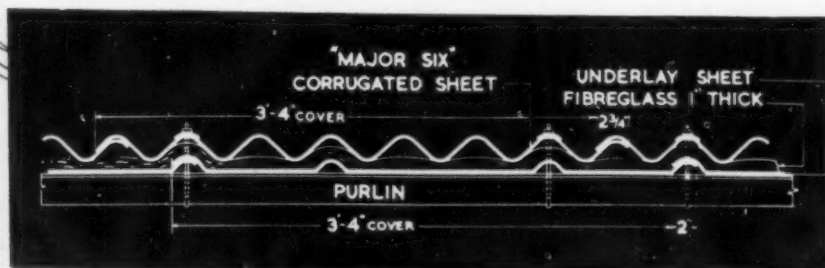 "MAJOR SIX"
CORRUGATED SHEET
UNDERLAY SHEET
FIBREGLASS 1" THICK
3'-4" COVER
2¾"
PURLIN
3'-4" COVER
2"